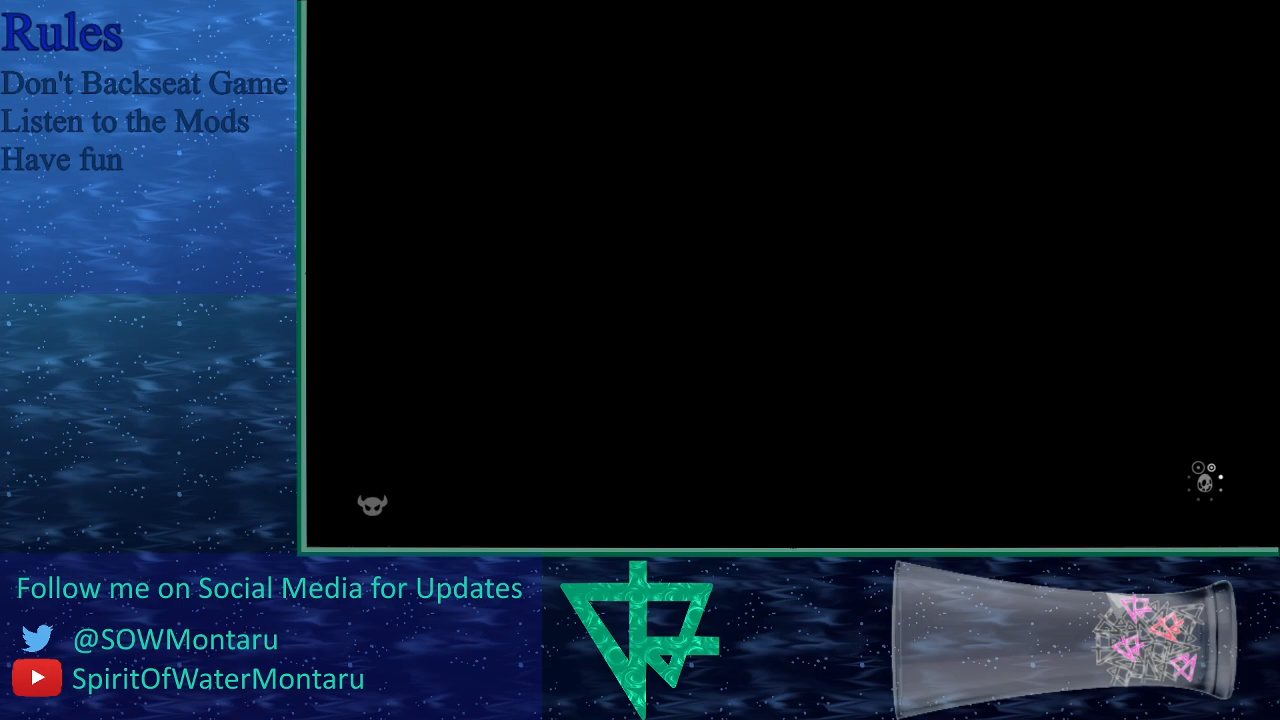 Rules
Don't Backseat Game
Listen to the Mods
Have fun
Follow me on Social Media for Updates
@SOWMontaru
SpiritOfWaterMontaru